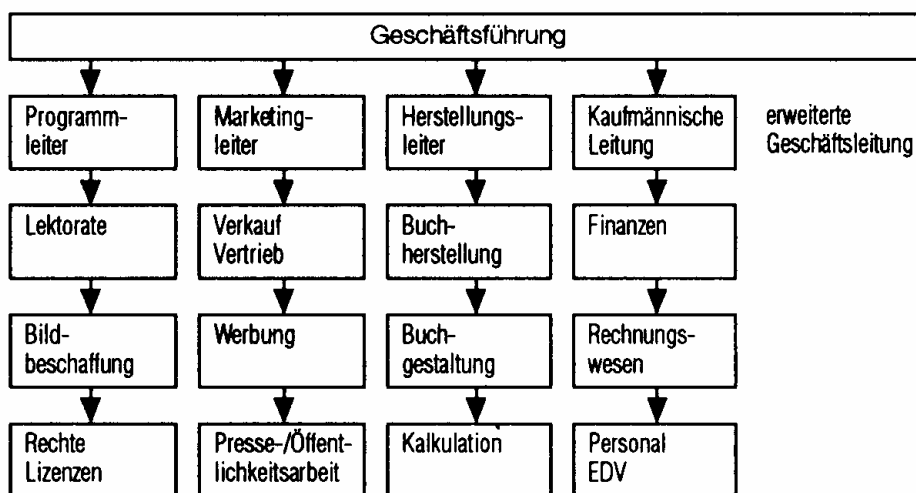 Geschäftsführung
Programm-
leiter
Marketing-
leiter
Herstellungs-
leiter
Kaufmännische
Leitung
erweiterte
Geschäftsleitung
Lektorate
Verkauf
Vertrieb
Buch-
herstellung
Finanzen
Bild-
beschaffung
Werbung
Buch-
gestaltung
Rechnungs-
wesen
Rechte
Lizenzen
Presse-/Öffent-
lichkeitsarbeit
Kalkulation
Personal
EDV